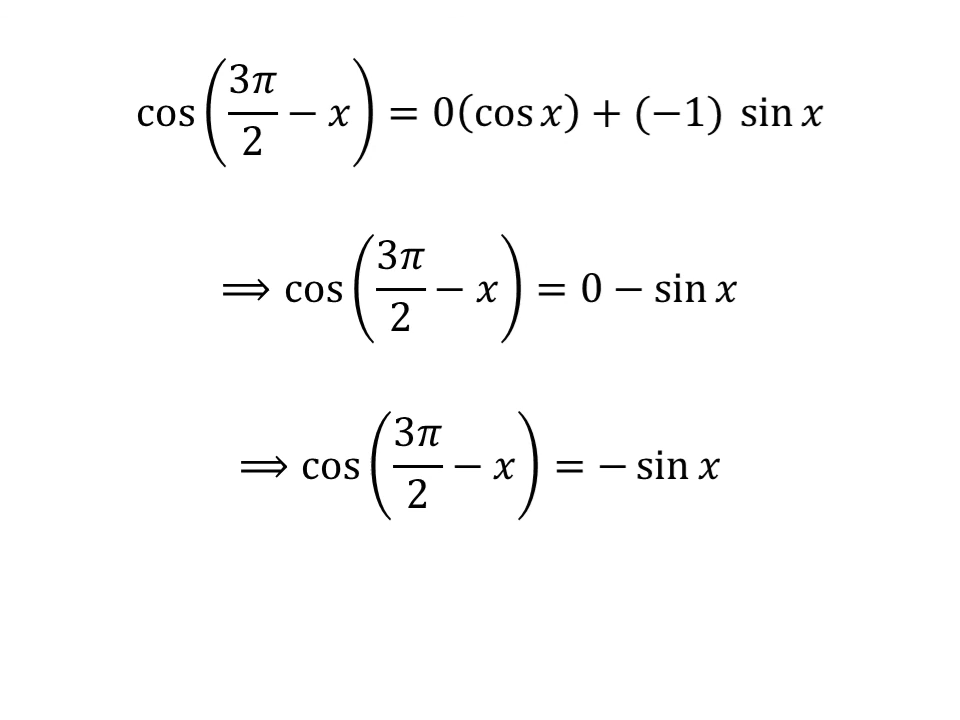 cos(3𝜋/2 − 𝑥) = 0(cos 𝑥) + (−1) sin 𝑥
⟹ cos(3𝜋/2 − 𝑥) = 0 − sin 𝑥
⟹ cos(3𝜋/2 − 𝑥) = − sin 𝑥